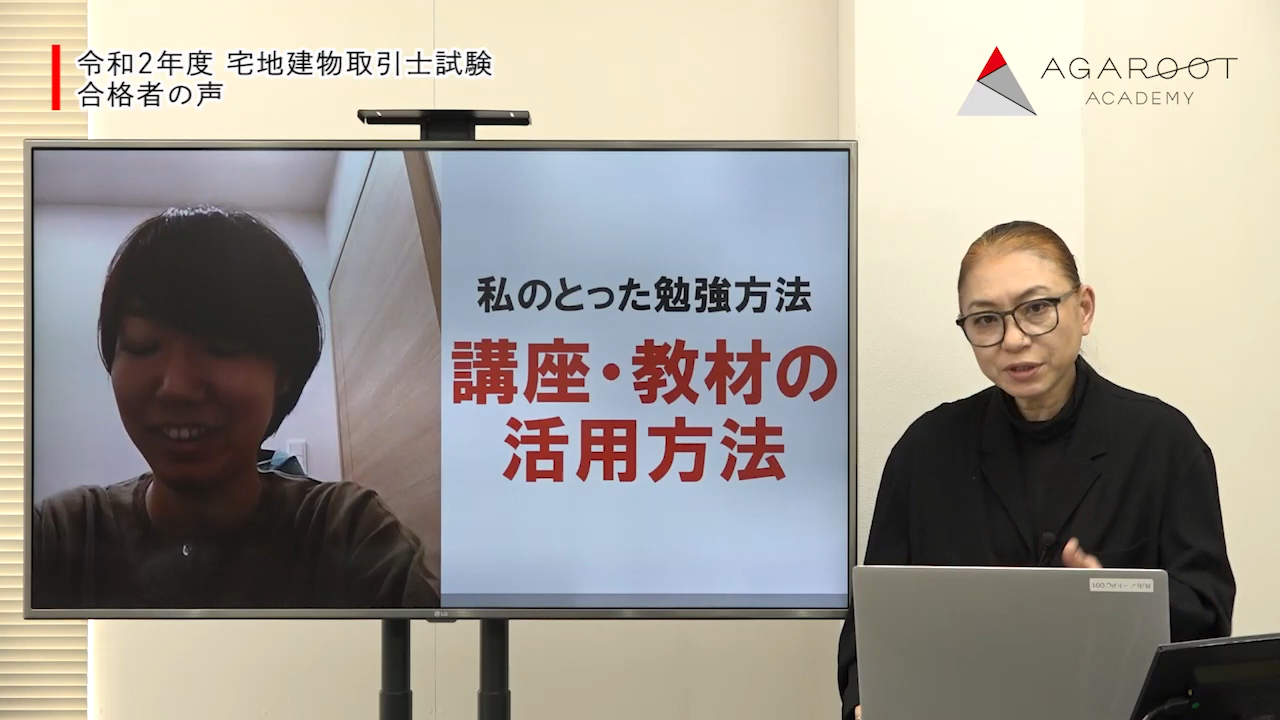 令和2年度 宅地建物取引士試験
合格者の声
AGAROOT
ACADEMY
私のとった勉強方法
講座・教材の
活用方法
LG